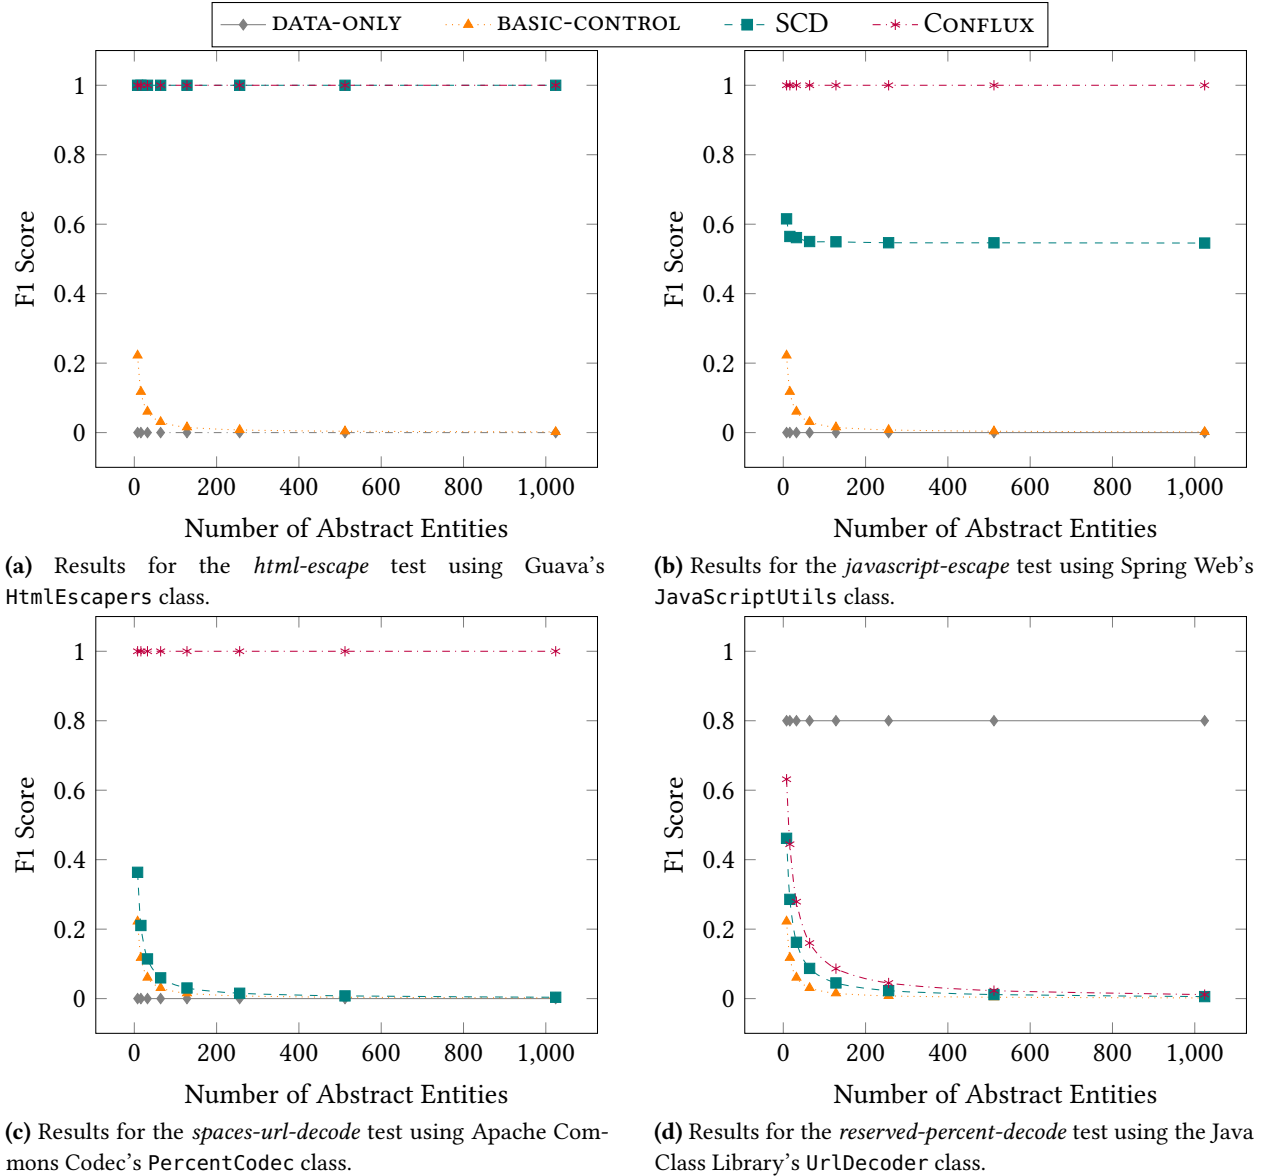 DATA-ONLY BASIC-CONTROL SCD CONFLUX
1
0.8
0.6
0.4
0.2
0
F1 Score
0 200 400 600 800 1,000
Number of Abstract Entities
(a) Results for the html-escape test using Guava's
HtmlEscapers class.
1
0.8
0.6
0.4
0.2
0
F1 Score
0 200 400 600 800 1,000
Number of Abstract Entities
(b) Results for the javascript-escape test using Spring Web's
JavaScriptUtils class.
1
0.8
0.6
0.4
0.2
0
F1 Score
0 200 400 600 800 1,000
Number of Abstract Entities
(c) Results for the spaces-url-decode test using Apache Com-
mons Codec's PercentCodec class.
1
0.8
0.6
0.4
0.2
0
F1 Score
0 200 400 600 800 1,000
Number of Abstract Entities
(d) Results for the reserved-percent-decode test using the Java
Class Library's UrlDecoder class.